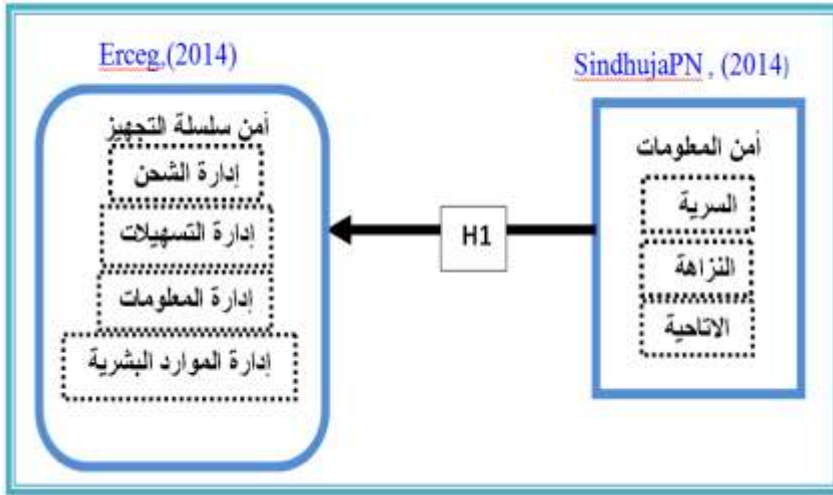 Erceg,(2014)
SindhujaPN , (2014)
أمن المعلومات
السرية
النزاهة
الاتاحية
H1
أمن سلسلة التجهيز
إدارة الشحن
إدارة التسهيلات
إدارة المعلومات
إدارة الموارد البشرية